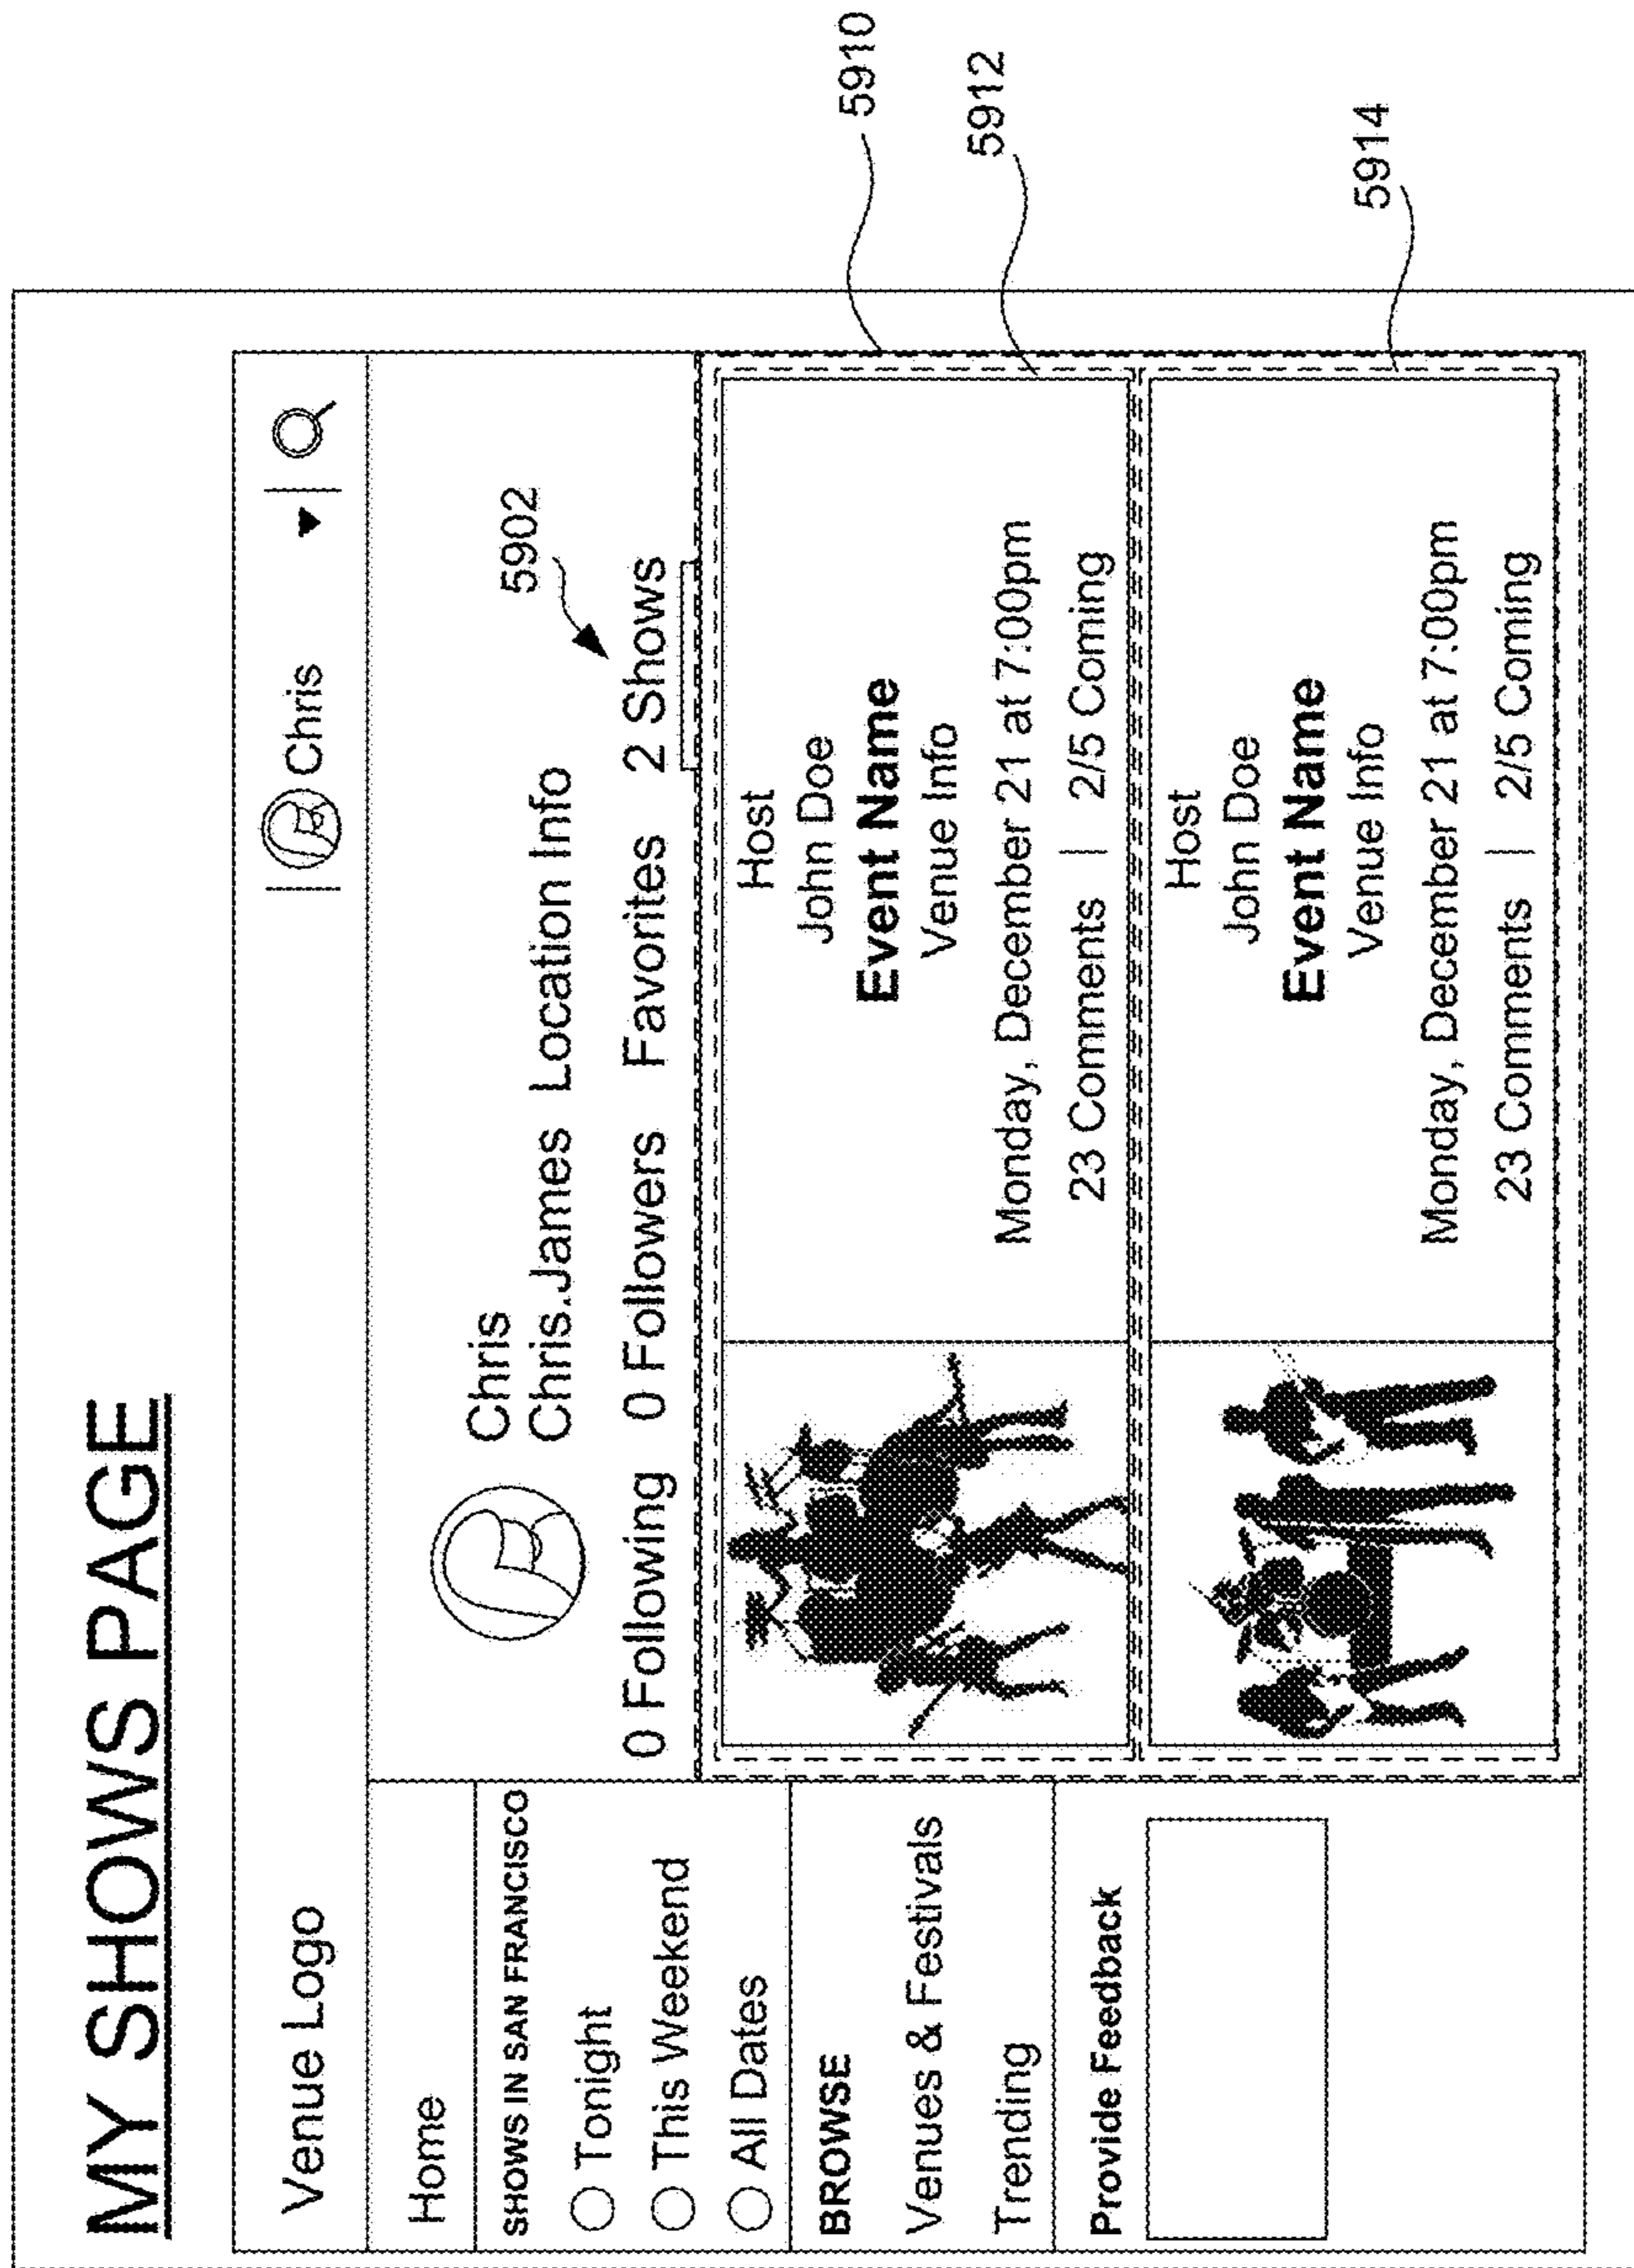 MY SHOWS PAGE
Venue Logo
Chris
Home
SHOWS IN SAN FRANCISCO
Tonight
This Weekend
All Dates
BROWSE
Venues & Festivals
Trending
Provide Feedback
Chris
Chris.James Location Info
0 Following 0 Followers Favorites 2 Shows
5902
Host
John Doe
Event Name
Venue Info
Monday, December 21 at 7:00pm
23 Comments | 2/5 Coming
Host
John Doe
Event Name
Venue Info
Monday, December 21 at 7:00pm
23 Comments | 2/5 Coming
5910
5912
5914